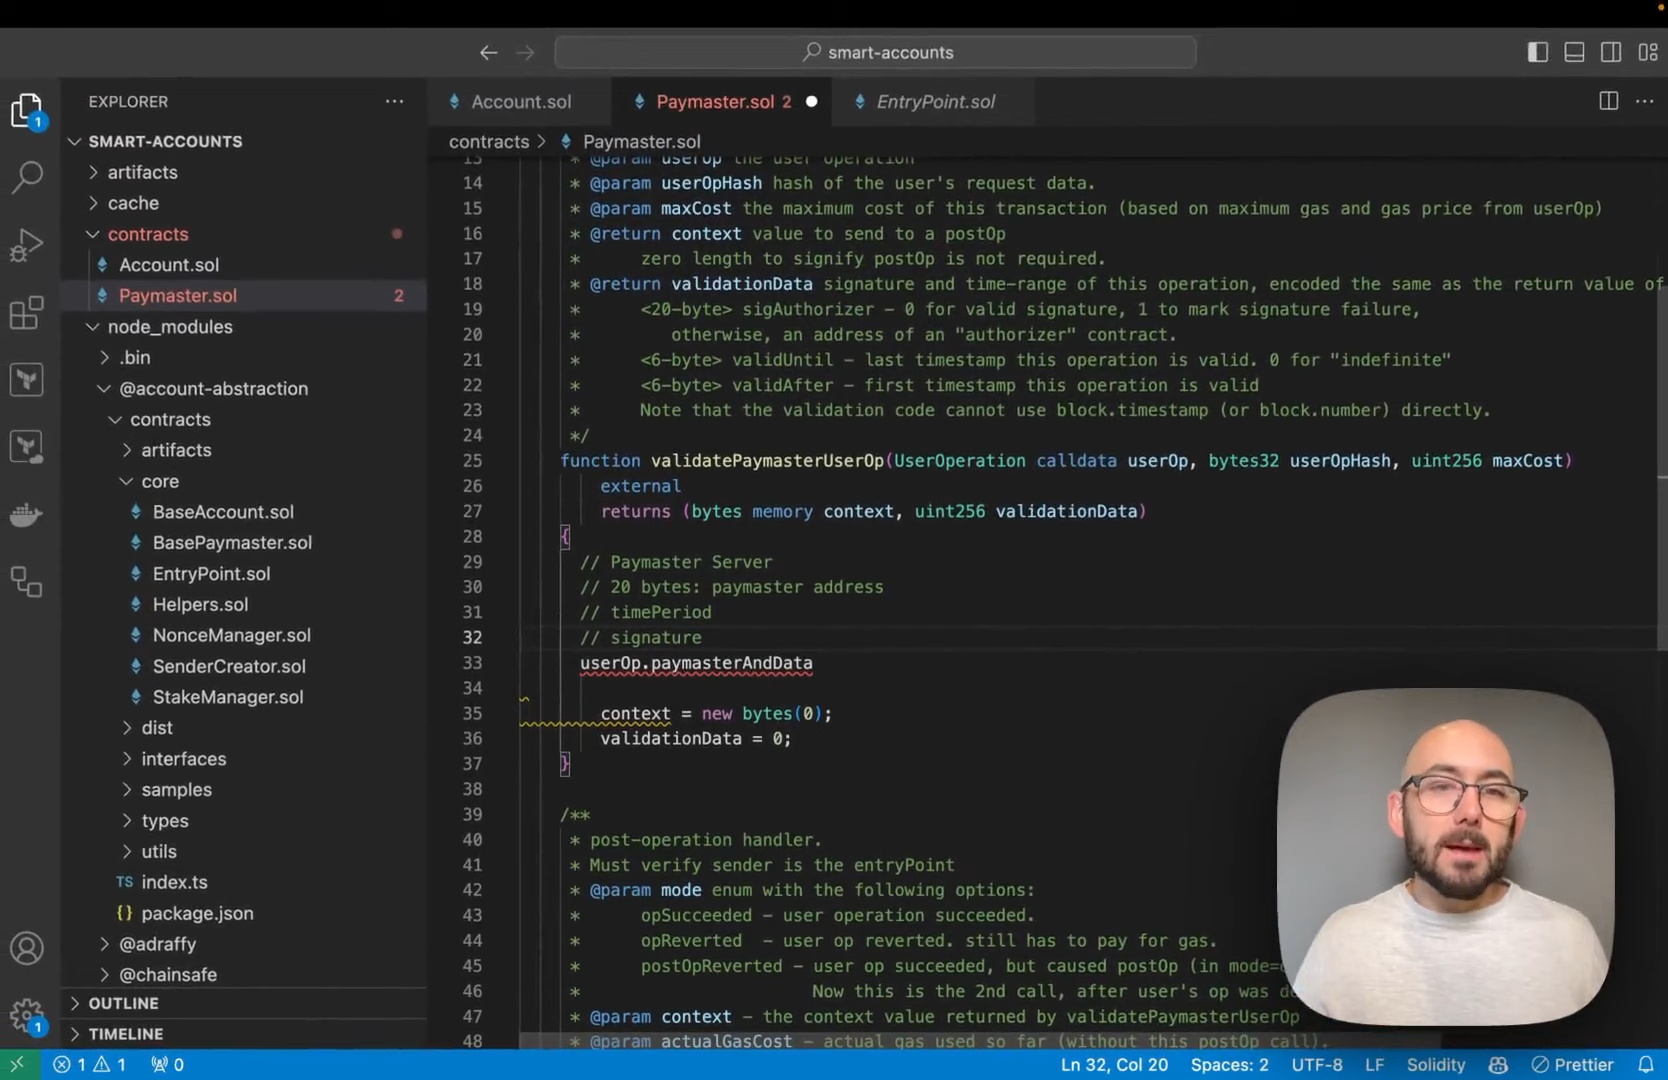 smart-accounts
EXPLORER
SMART-ACCOUNTS
artifacts
cache
contracts
Account.sol
Paymaster.sol 2
node_modules
.bin
@account-abstraction
contracts
artifacts
core
BaseAccount.sol
BasePaymaster.sol
EntryPoint.sol
Helpers.sol
NonceManager.sol
SenderCreator.sol
StakeManager.sol
dist
interfaces
samples
types
utils
TS index.ts
{} package.json
@adraffy
@chainsafe
OUTLINE
TIMELINE
1
1
Account.sol Paymaster.sol 2 EntryPoint.sol
contracts > Paymaster.sol
13 * @param userOp the user operation
14 * @param userOpHash hash of the user's request data.
15 * @param maxCost the maximum cost of this transaction (based on maximum gas and gas price from userOp)
16 * @return context value to send to a postOp
17 * zero length to signify postOp is not required.
18 * @return validationData signature and time-range of this operation, encoded the same as the return value of
19 * <20-byte> sigAuthorizer - 0 for valid signature, 1 to mark signature failure,
20 * otherwise, an address of an "authorizer" contract.
21 * <6-byte> validUntil - last timestamp this operation is valid. 0 for "indefinite"
22 * <6-byte> validAfter - first timestamp this operation is valid
23 * Note that the validation code cannot use block.timestamp (or block.number) directly.
24 */
25 function validatePaymasterUserOp(UserOperation calldata userOp, bytes32 userOpHash, uint256 maxCost)
26 external
27 returns (bytes memory context, uint256 validationData)
28 {
29 // Paymaster Server
30 // 20 bytes: paymaster address
31 // timePeriod
32 // signature
33 userOp.paymasterAndData
34
35 context = new bytes(0);
36 validationData = 0;
37 }
38
39 /**
40 * post-operation handler.
41 * Must verify sender is the entryPoint
42 * @param mode enum with the following options:
43 * opSucceeded - user operation succeeded.
44 * opReverted - user op reverted. still has to pay for gas.
45 * postOpReverted - user op succeeded, but caused postOp (in mode=
46 * Now this is the 2nd call, after user's op was
47 * @param context - the context value returned by validatePaymasterUserOp
48 * @param actualGasCost - actual gas used so far (without this postOp call).
1 1 0 Ln 32, Col 20 Spaces: 2 UTF-8 LF Solidity Prettier